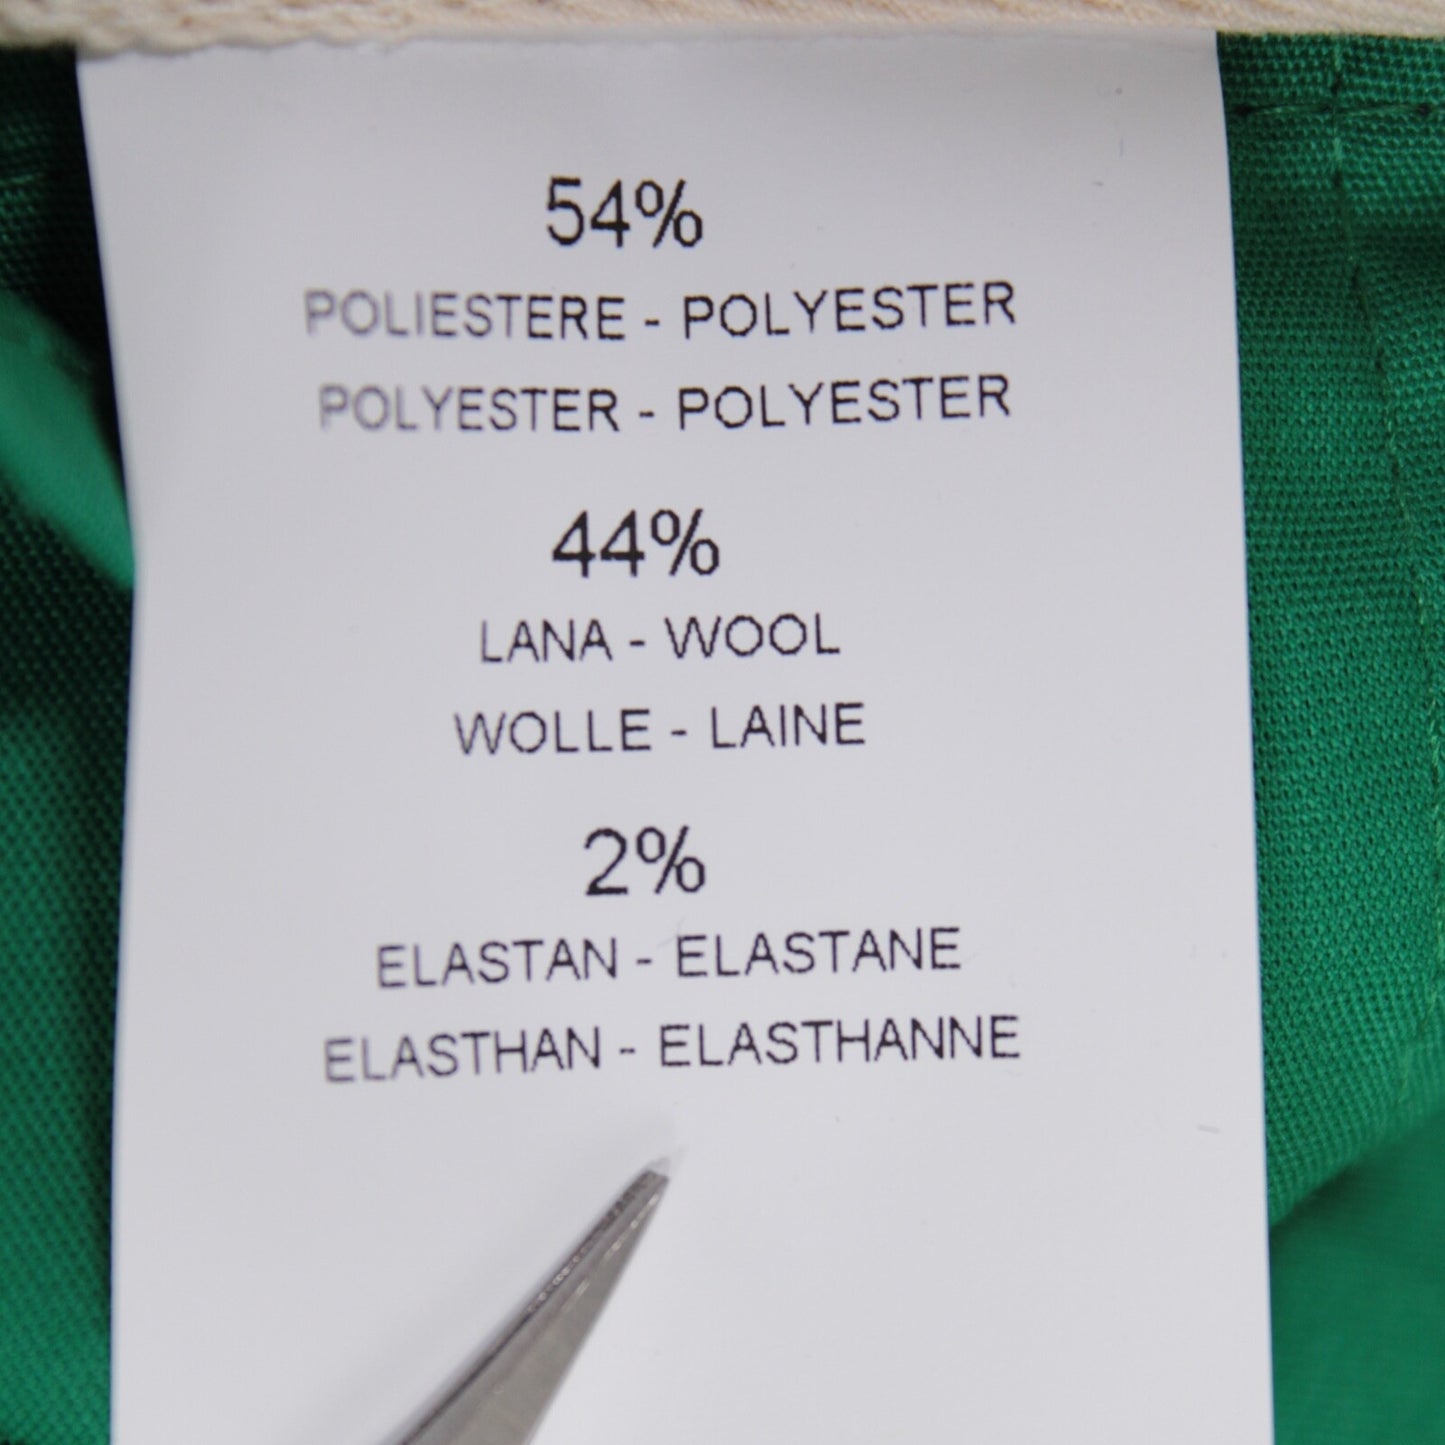 54%
POLIESTERE - POLYESTER
POLYESTER - POLYESTER
44%
LANA - WOOL
WOLLE - LAINE
2%
ELASTAN - ELASTANE
ELASTHAN - ELASTHANNE